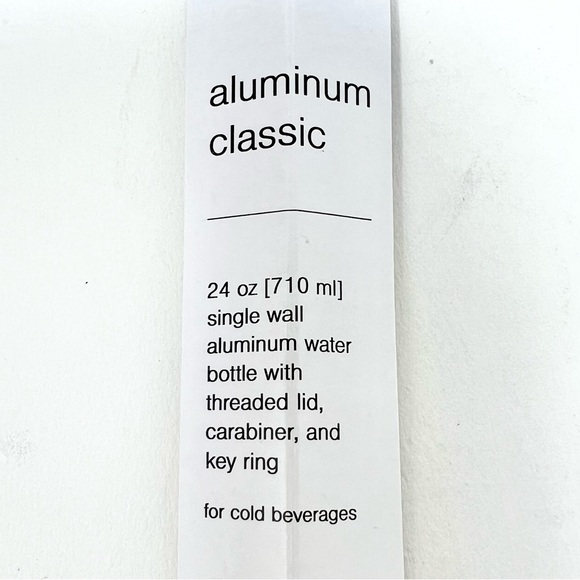 aluminum
classic
24 oz [710 ml]
single wall
aluminum water
bottle with
threaded lid,
carabiner, and
key ring
for cold beverages